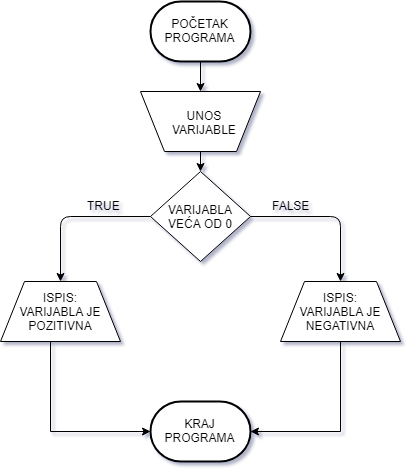 POČETAK
PROGRAMA
UNOS
VARIJABLE
TRUE
VARIJABLA
VEĆA OD 0
FALSE
ISPIS:
VARIJABLA JE
POZITIVNA
ISPIS:
VARIJABLA JE
NEGATIVNA
KRAJ
PROGRAMA